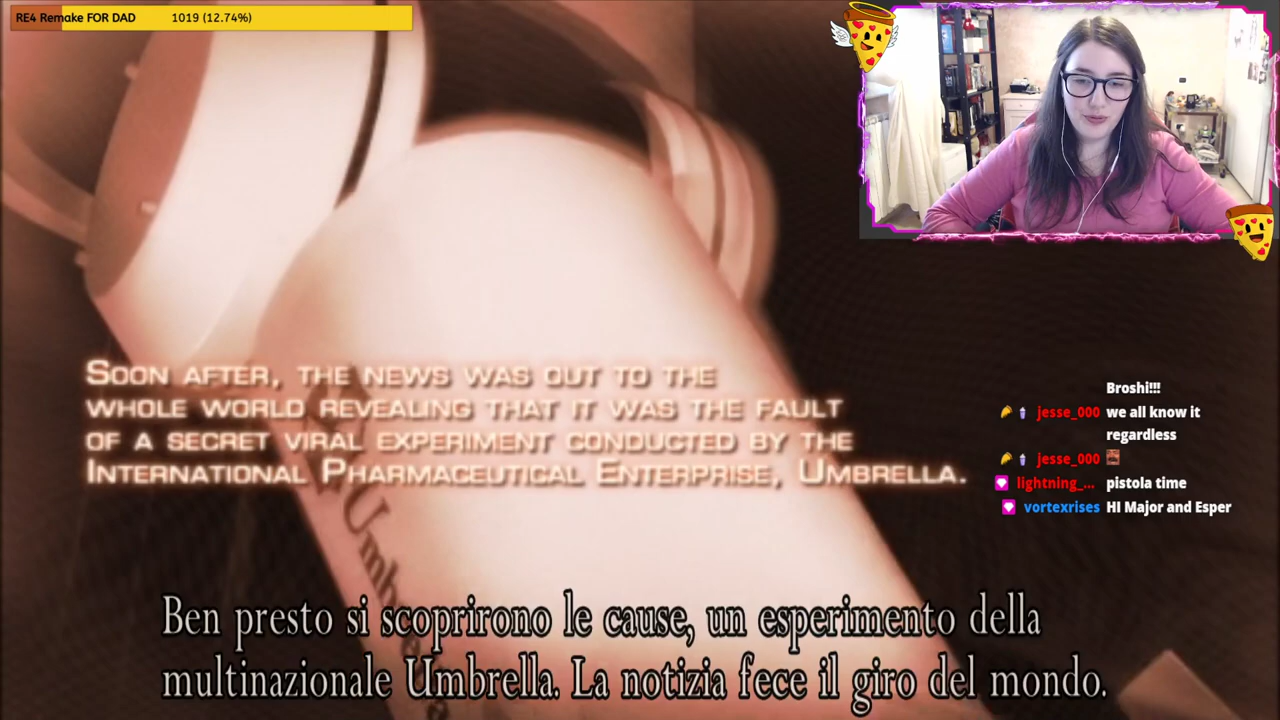 RE4 Remake FOR DAD 1019 (12.74%)
SOON AFTER, THE NEWS WAS OUT TO THE
WHOLE WORLD REVEALING THAT IT WAS THE FAULT
OF A SECRET VIRAL EXPERIMENT CONDUCTED BY THE
INTERNATIONAL PHARMACEUTICAL ENTERPRISE, UMBRELLA.
Umbrella
Broshi!!!
jesse_000 we all know it
regardless
jesse_000
lightning_... pistola time
vortexrises HI Major and Esper
Ben presto si scoprirono le cause, un esperimento della
multinazionale Umbrella. La notizia fece il giro del mondo.